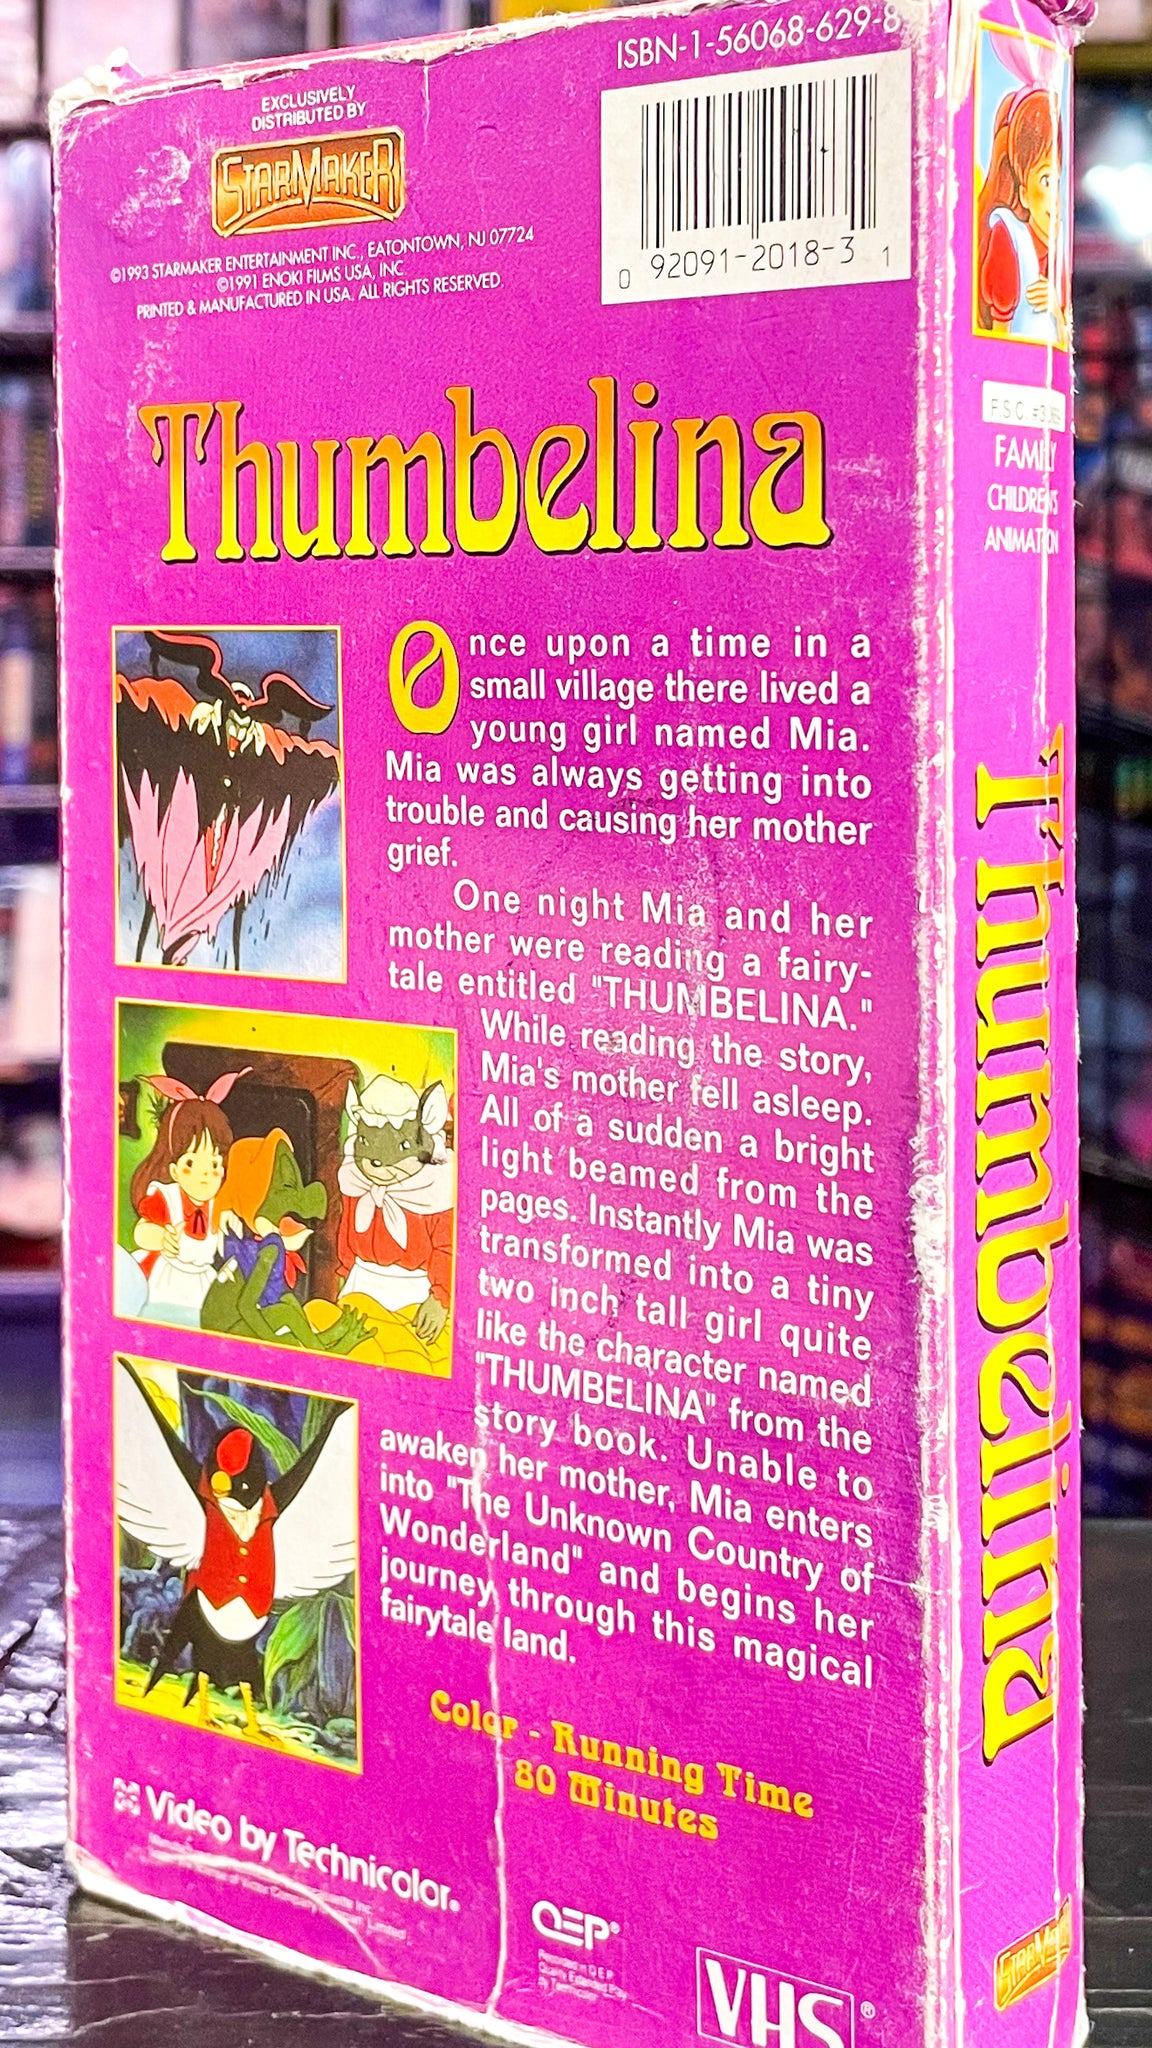 EXCLUSIVELY
DISTRIBUTED BY
STARMAKER
©1993 STARMAKER ENTERTAINMENT INC., EATONTOWN, NJ 07724
©1991 ENOKI FILMS USA, INC
PRINTED & MANUFACTURED IN USA. ALL RIGHTS RESERVED.
ISBN-1-56068-629-8
0 92091-2018-3 1
Thumbelina
Once upon a time in a
small village there lived a
young girl named Mia.
Mia was always getting into
trouble and causing her mother
grief.
One night Mia and her
mother were reading a fairy-
tale entitled "THUMBELINA."
While reading the story,
Mia's mother fell asleep.
All of a sudden a bright
light beamed from the
pages. Instantly Mia was
transformed into a tiny
two inch tall girl quite
like the character named
"THUMBELINA" from the
story book. Unable to
awaken her mother, Mia enters
into "The Unknown Country of
Wonderland" and begins her
journey through this magical
fairytale land.
Color - Running Time
80 Minutes
Video by Technicolor®
QEP®
VHS®
F.S.C.
FAMILY
CHILDREN'S
ANIMATION
Thumbelina
STARMAKER